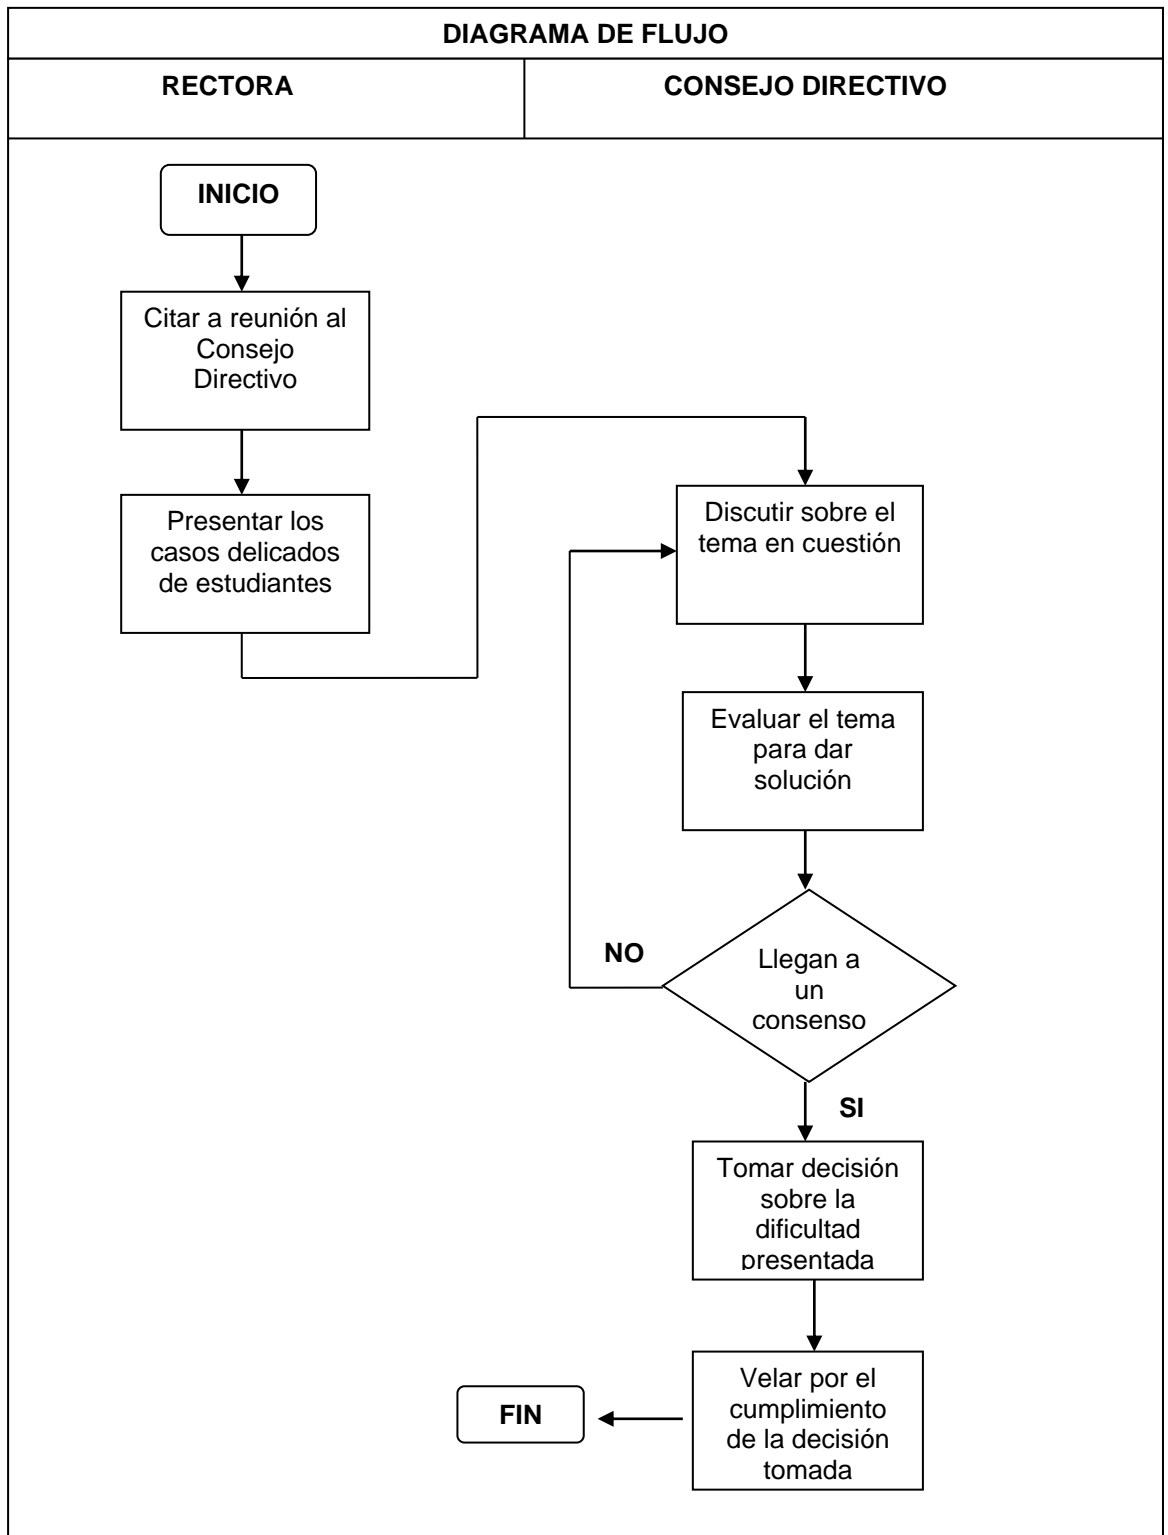 DIAGRAMA DE FLUJO
RECTORA
CONSEJO DIRECTIVO
INICIO
Citar a reunión al
Consejo
Directivo
Presentar los
casos delicados
de estudiantes
Discutir sobre el
tema en cuestión
Evaluar el tema
para dar
solución
NO
Llegan a
un
consenso
SI
Tomar decisión
sobre la
dificultad
presentada
Velar por el
cumplimiento
de la decisión
tomada
FIN